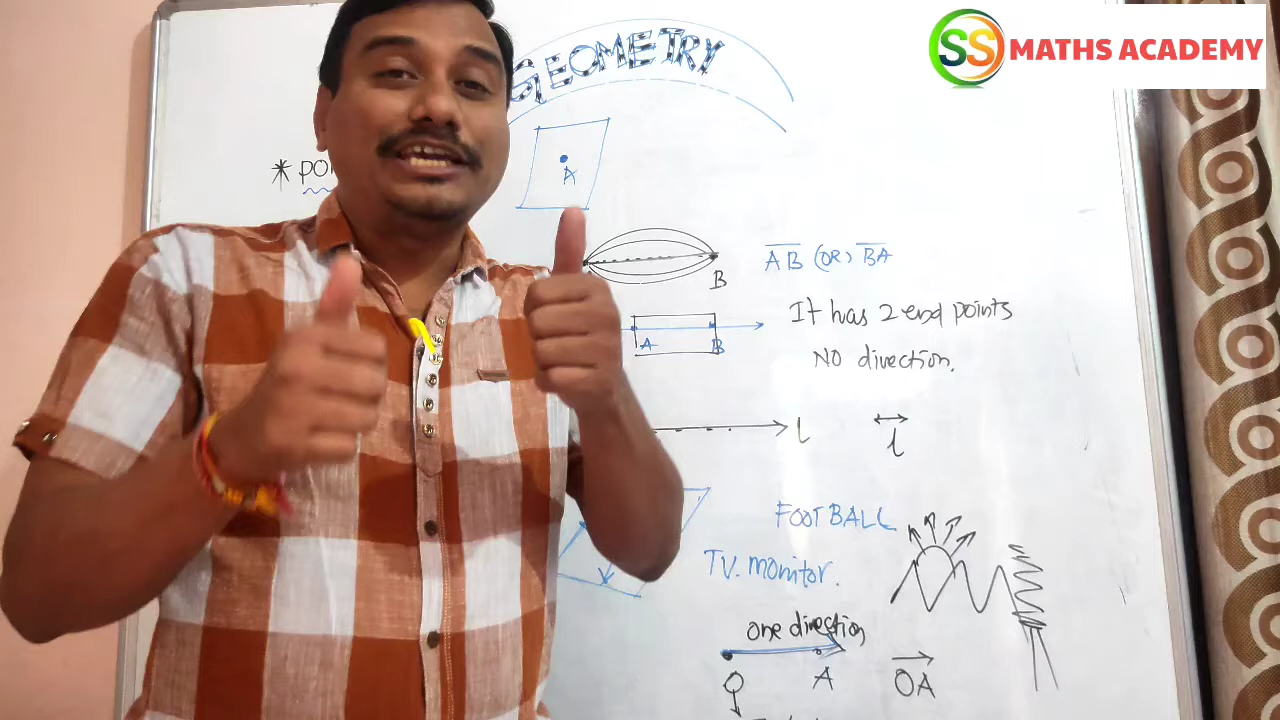 SS MATHS ACADEMY
GEOMETRY
A
B
AB (OR) BA
It has 2 end points
A
B
NO direction.
l
l
FOOTBALL
TV. monitor.
one direction
O
A
OA